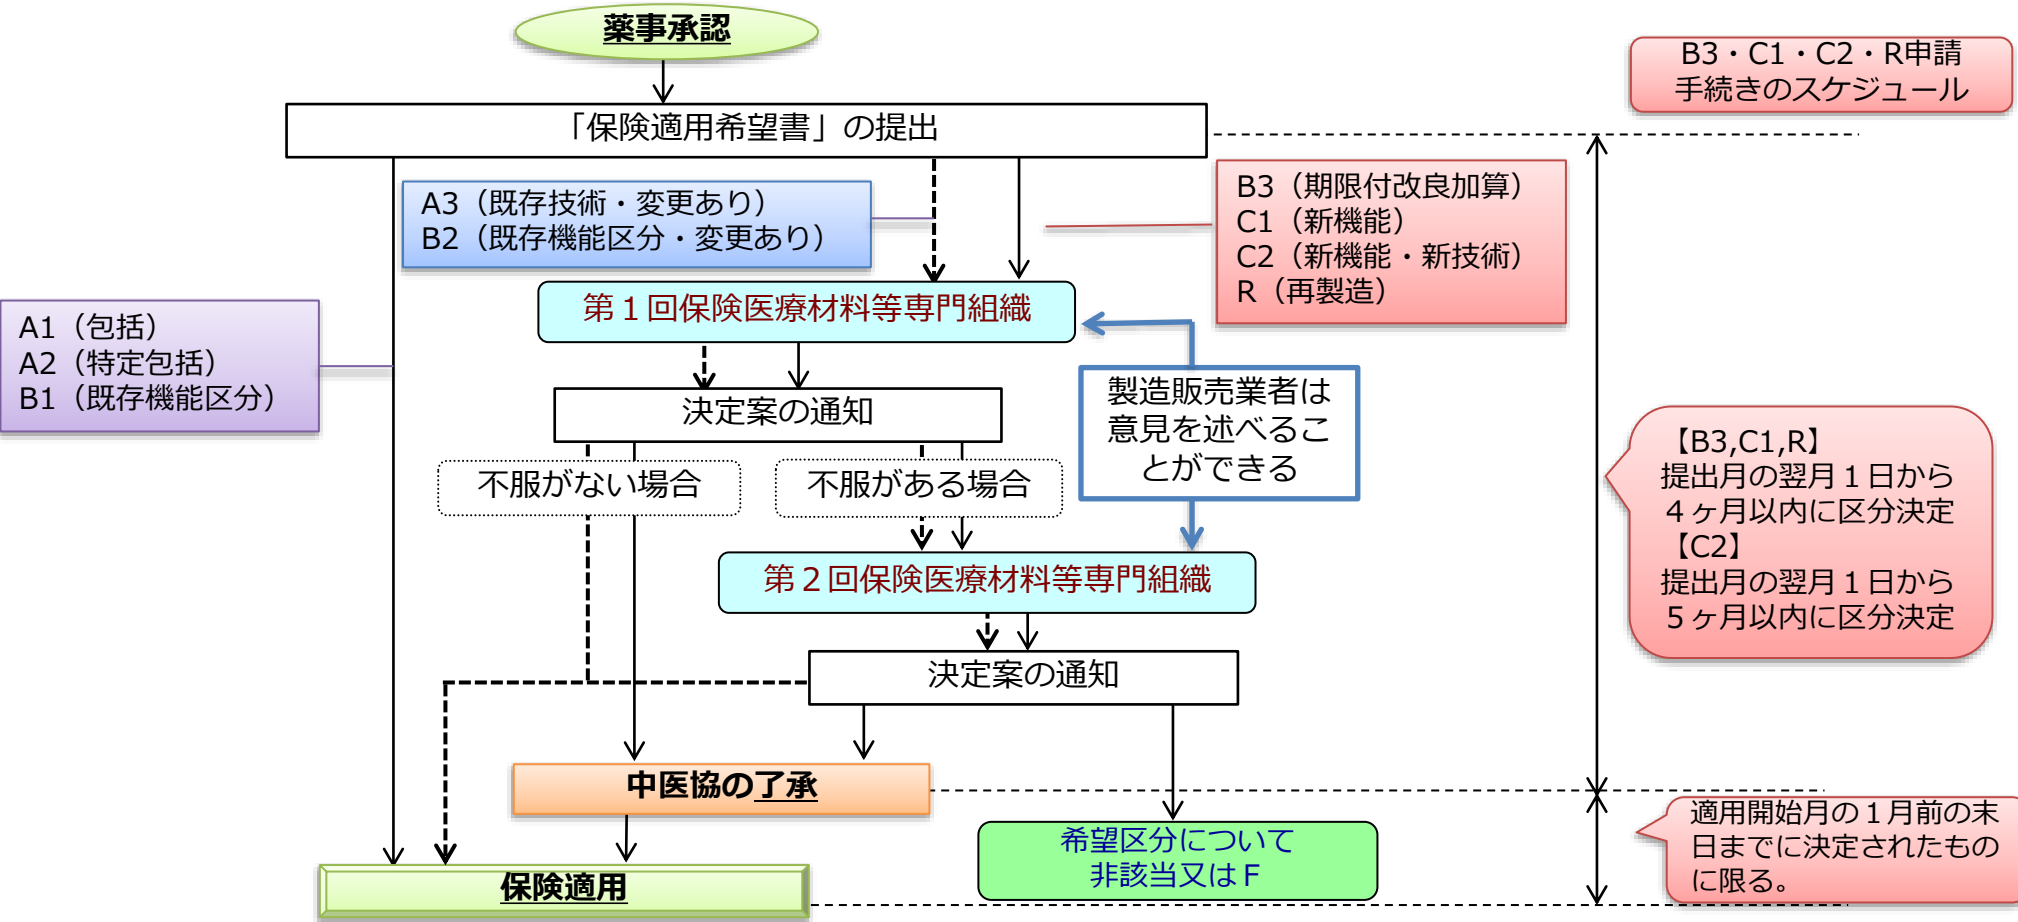 薬事承認
B3・C1・C2・R申請
手続きのスケジュール
「保険適用希望書」の提出
A3（既存技術・変更あり）
B2（既存機能区分・変更あり）
B3（期限付改良加算）
C1（新機能）
C2（新機能・新技術）
R（再製造）
第１回保険医療材料等専門組織
A1（包括）
A2（特定包括）
B1（既存機能区分）
製造販売業者は
意見を述べるこ
とができる
決定案の通知
不服がない場合
不服がある場合
【B3,C1,R】
提出月の翌月１日から
４ヶ月以内に区分決定
【C2】
提出月の翌月１日から
５ヶ月以内に区分決定
第２回保険医療材料等専門組織
決定案の通知
中医協の了承
適用開始月の１月前の末
日までに決定されたもの
に限る。
希望区分について
非該当又はＦ
保険適用